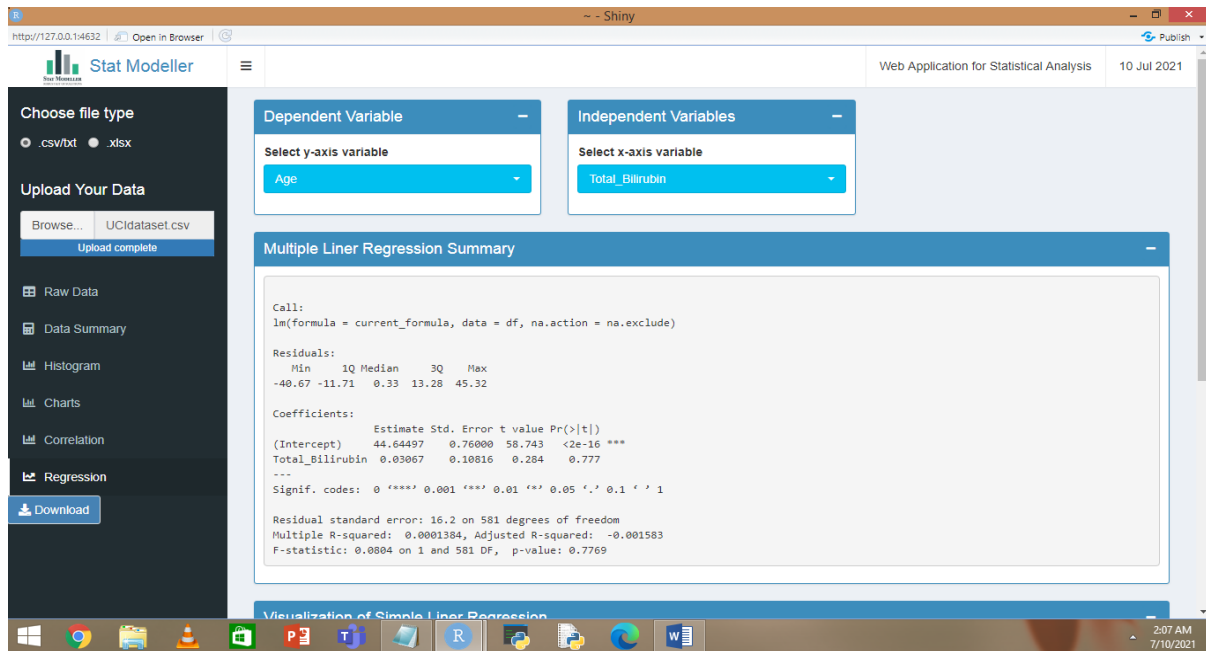 ~ - Shiny
http://127.0.0.1:4632 Open in Browser Publish
STAT MODELLER
Stat Modeller
Web Application for Statistical Analysis 10 Jul 2021
Choose file type
.csv/txt .xlsx
Upload Your Data
Browse... UCIdataset.csv
Upload complete
Raw Data
Data Summary
Histogram
Charts
Correlation
Regression
Download
Dependent Variable
Select y-axis variable
Age
Independent Variables
Select x-axis variable
Total_Bilirubin
Multiple Liner Regression Summary
Call:
lm(formula = current_formula, data = df, na.action = na.exclude)
Residuals:
Min 1Q Median 3Q Max
-40.67 -11.71 0.33 13.28 45.32
Coefficients:
Estimate Std. Error t value Pr(>|t|)
(Intercept) 44.64497 0.76000 58.743 <2e-16 ***
Total_Bilirubin 0.03067 0.10816 0.284 0.777
---
Signif. codes: 0 ‘***’ 0.001 ‘**’ 0.01 ‘*’ 0.05 ‘.’ 0.1 ‘ ’ 1
Residual standard error: 16.2 on 581 degrees of freedom
Multiple R-squared: 0.0001384, Adjusted R-squared: -0.001583
F-statistic: 0.0804 on 1 and 581 DF, p-value: 0.7769
Visualization of Simple Liner Regression
2:07 AM
7/10/2021